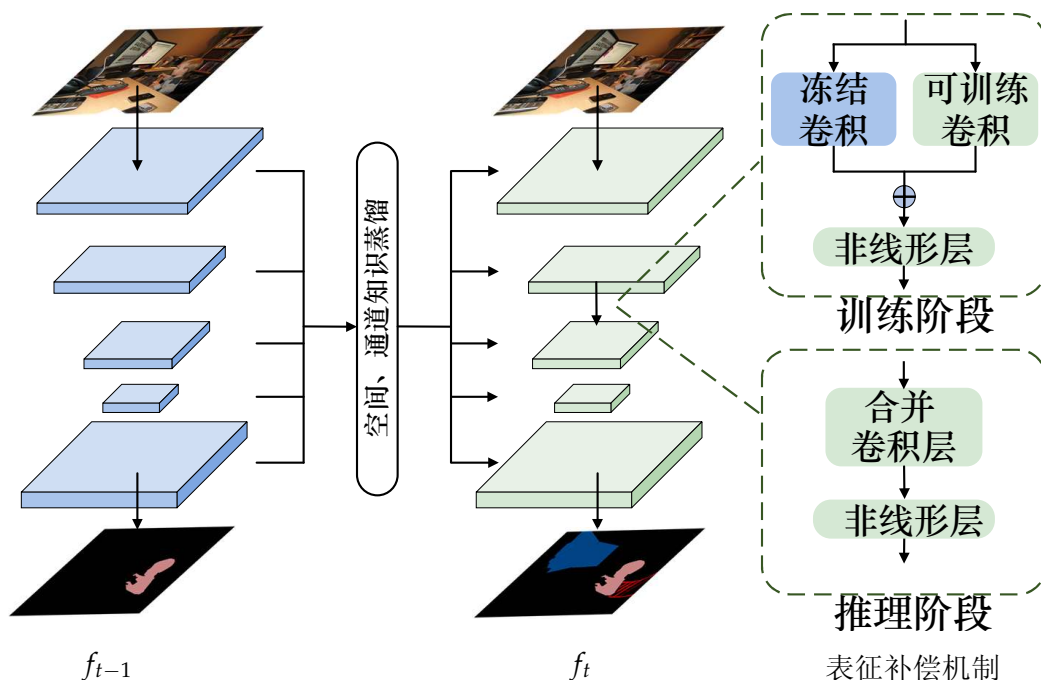 空间、通道知识蒸馏
冻结
卷积
可训练
卷积
非线形层
训练阶段
合并
卷积层
非线形层
推理阶段
f_{t−1}
f_t
表征补偿机制